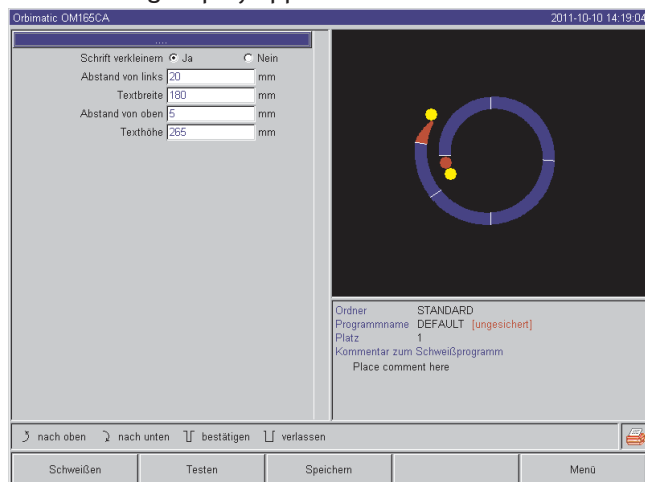 Orbimatic OM165CA 2011-10-10 14:19:04
....
Schrift verkleinern Ja Nein
Abstand von links 20 mm
Textbreite 180 mm
Abstand von oben 5 mm
Texthöhe 265 mm
Ordner STANDARD
Programmname DEFAULT [ungesichert]
Platz 1
Kommentar zum Schweißprogramm
Place comment here
nach oben nach unten bestätigen verlassen
Schweißen Testen Speichern Menü